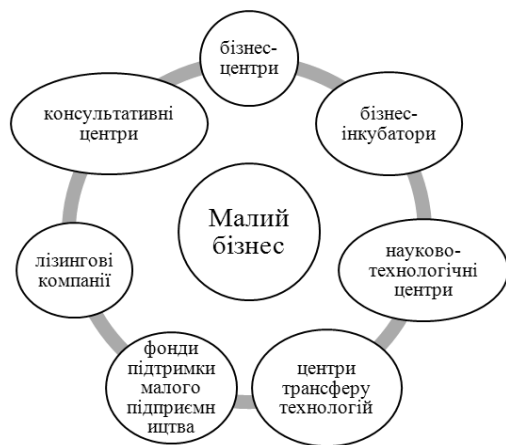 бізнес-
центри
бізнес-
інкубатори
науково-
технологічні
центри
центри
трансферу
технологій
фонди
підтримки
малого
підприємн
ицтва
лізингові
компанії
консультативні
центри
Малий
бізнес